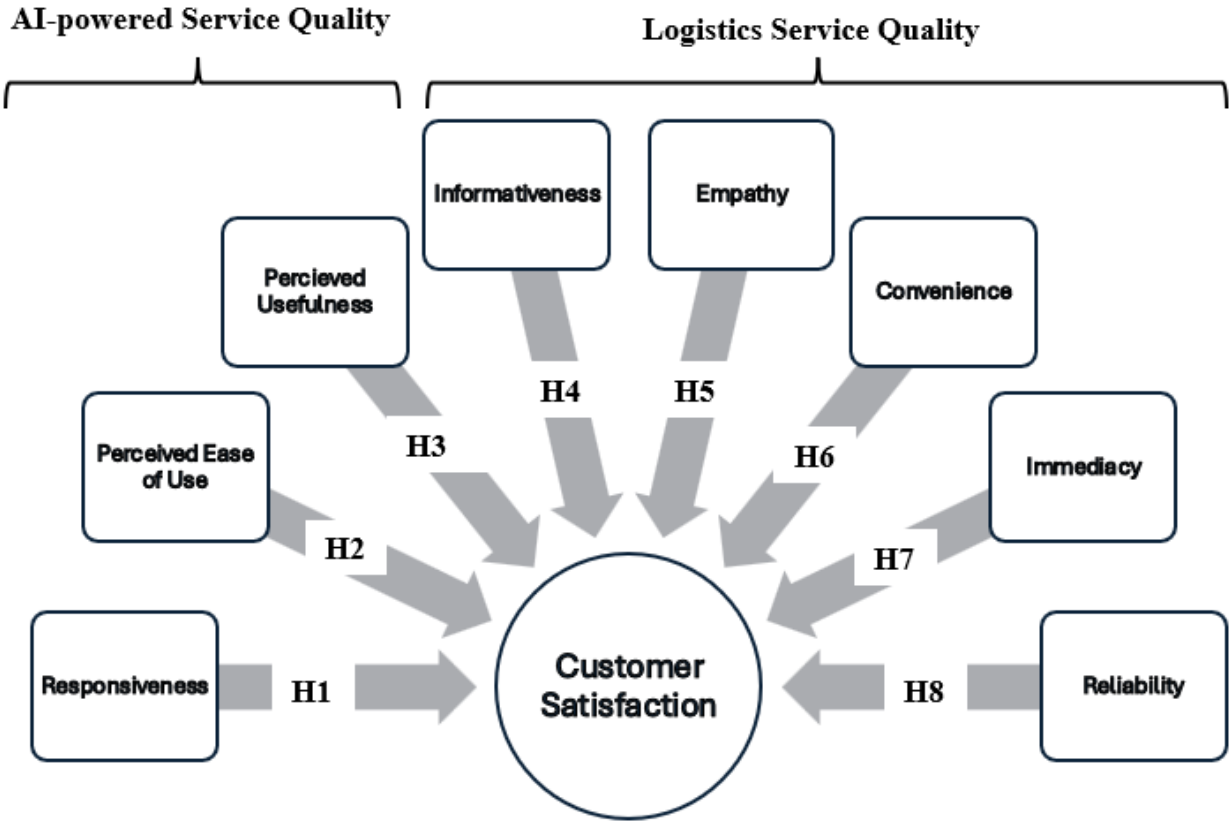 AI-powered Service Quality
Logistics Service Quality
Informativeness
Empathy
Percieved
Usefulness
Convenience
H4
H5
H3
H6
Perceived Ease
of Use
Immediacy
H2
H7
Customer
Satisfaction
Responsiveness
H1
H8
Reliability